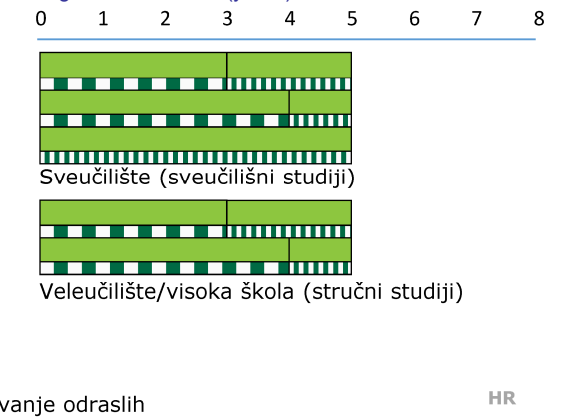 0 1 2 3 4 5 6 7 8
Sveučilište (sveučilišni studiji)
Veleučilište/visoka škola (stručni studiji)
vanje odraslih
HR